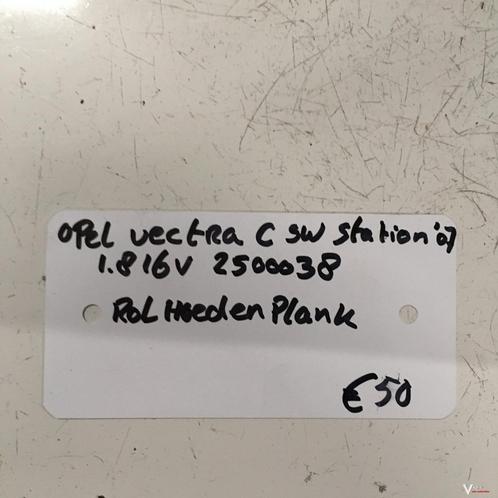 Opel vectra C SW Station '07
1.8 16V 2500038
Rol Hoeden Plank
€50